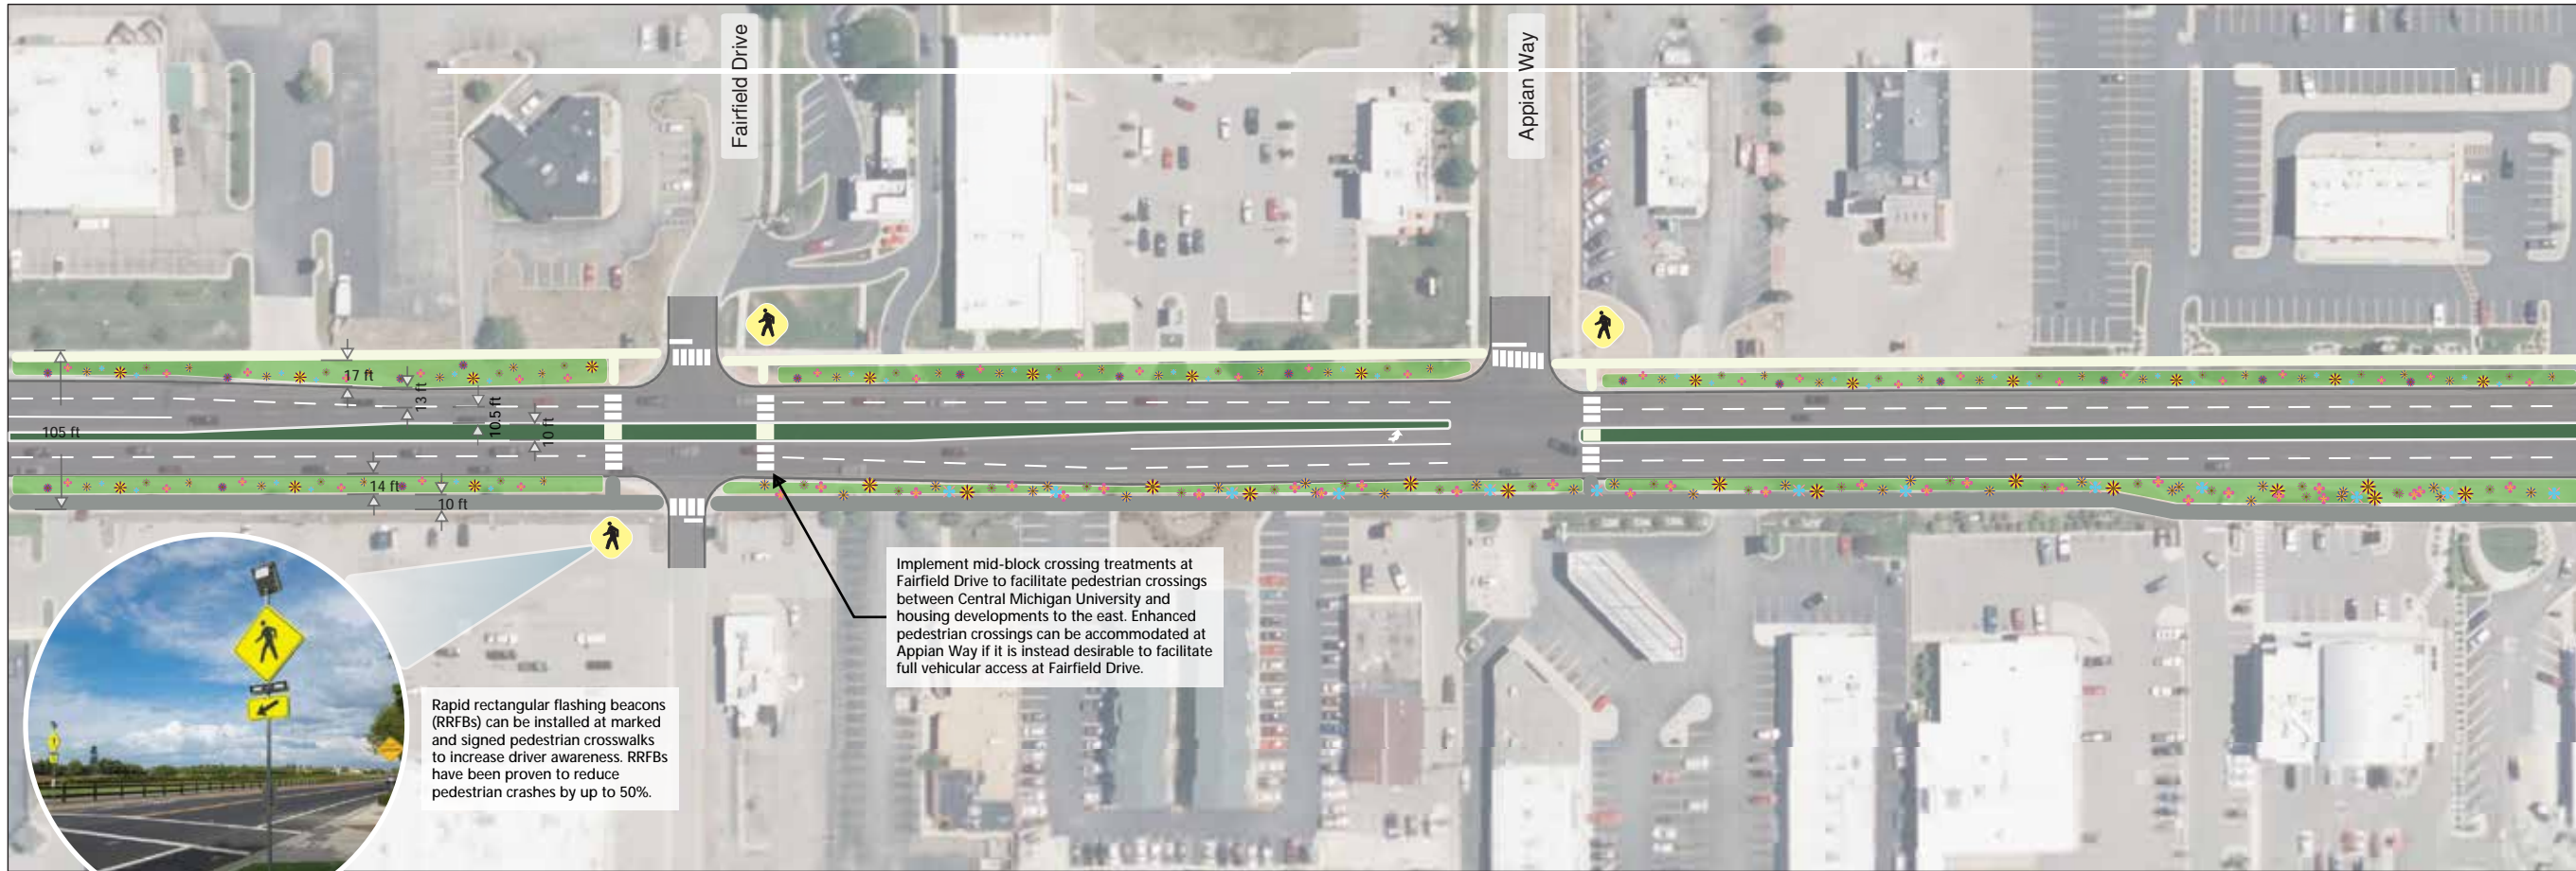 Fairfield Drive
Appian Way
17 ft
13 ft
10.5 ft
10 ft
105 ft
14 ft
10 ft
Implement mid-block crossing treatments at
Fairfield Drive to facilitate pedestrian crossings
between Central Michigan University and
housing developments to the east. Enhanced
pedestrian crossings can be accommodated at
Appian Way if it is instead desirable to facilitate
full vehicular access at Fairfield Drive.
Rapid rectangular flashing beacons
(RRFBs) can be installed at marked
and signed pedestrian crosswalks
to increase driver awareness. RRFBs
have been proven to reduce
pedestrian crashes by up to 50%.